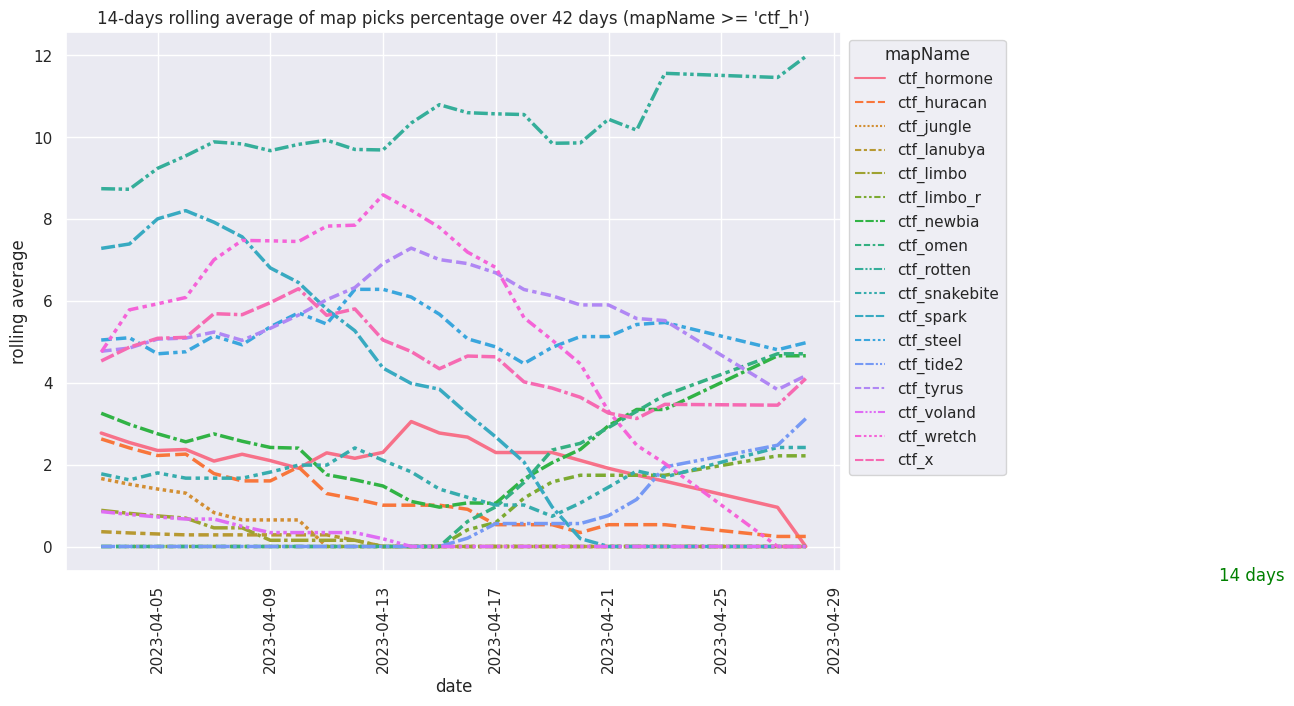 14-days rolling average of map picks percentage over 42 days (mapName >= 'ctf_h')
12
10
8
6
4
2
0
rolling average
2023-04-05
2023-04-09
2023-04-13
2023-04-17
2023-04-21
2023-04-25
2023-04-29
date
mapName
ctf_hormone
ctf_huracan
ctf_jungle
ctf_lanubya
ctf_limbo
ctf_limbo_r
ctf_newbia
ctf_omen
ctf_rotten
ctf_snakebite
ctf_spark
ctf_steel
ctf_tide2
ctf_tyrus
ctf_voland
ctf_wretch
ctf_x
14 days